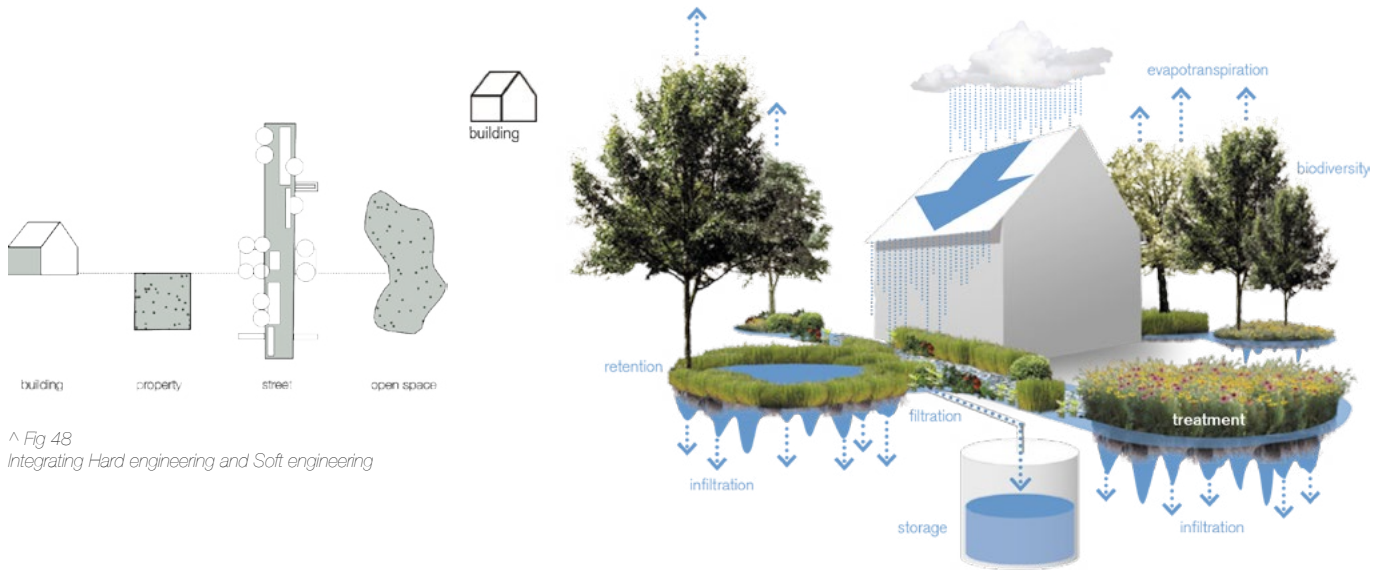 building
property
street
open space
^ Fig 48
Integrating Hard engineering and Soft engineering
building
evapotranspiration
biodiversity
retention
filtration
treatment
infiltration
storage
infiltration